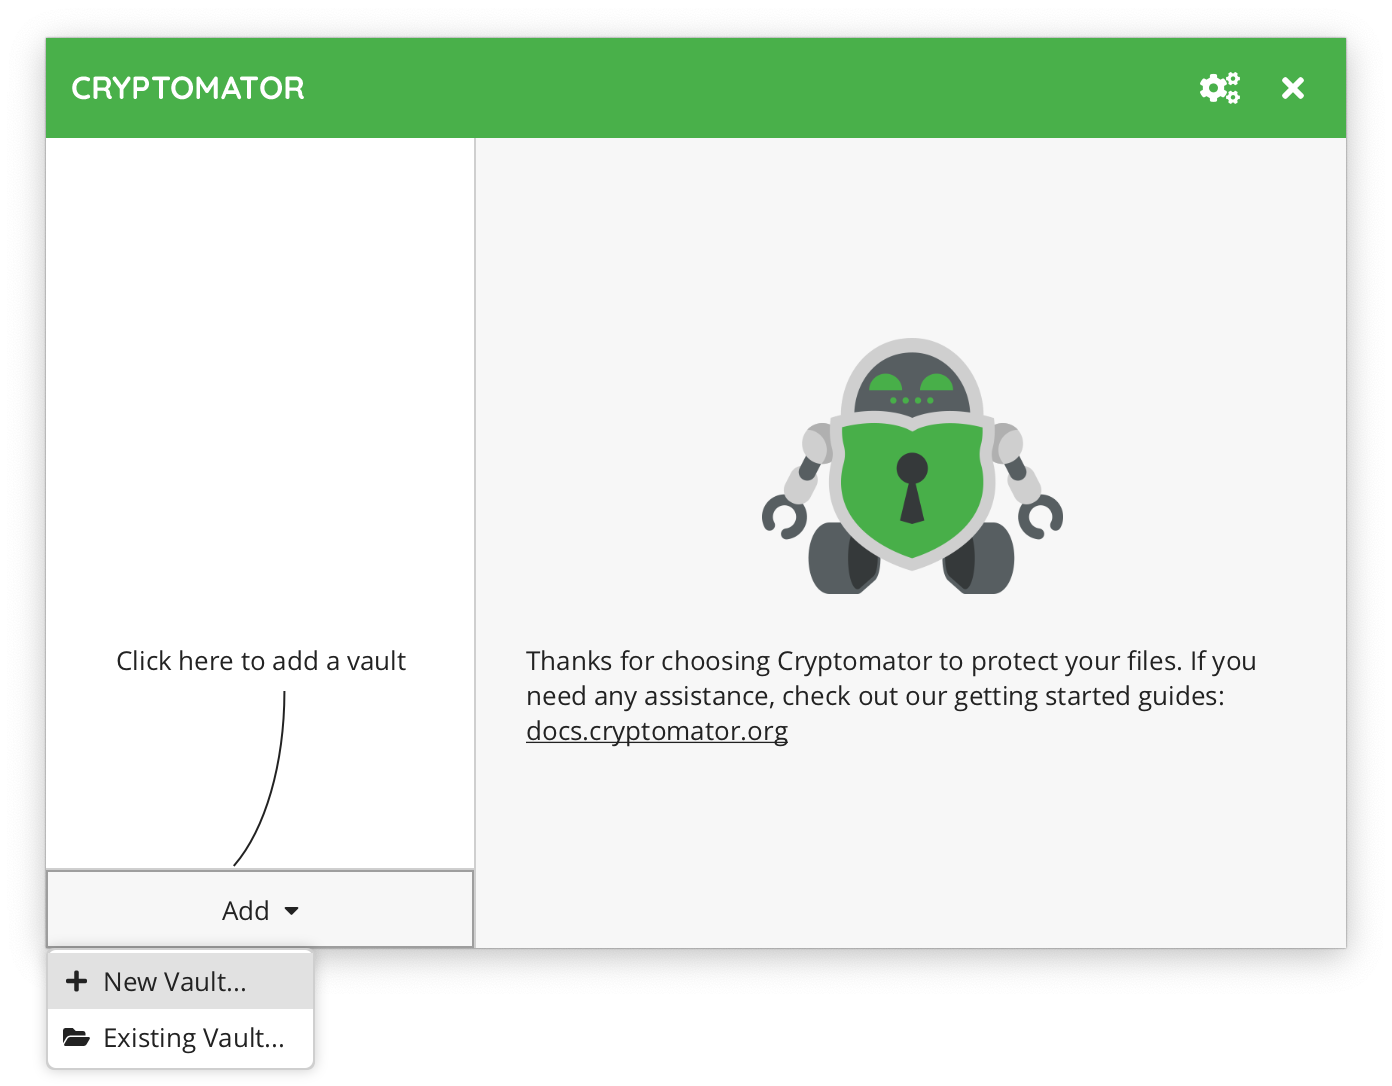 CRYPTOMATOR
Click here to add a vault
Thanks for choosing Cryptomator to protect your files. If you
need any assistance, check out our getting started guides:
docs.cryptomator.org
Add
New Vault...
Existing Vault...